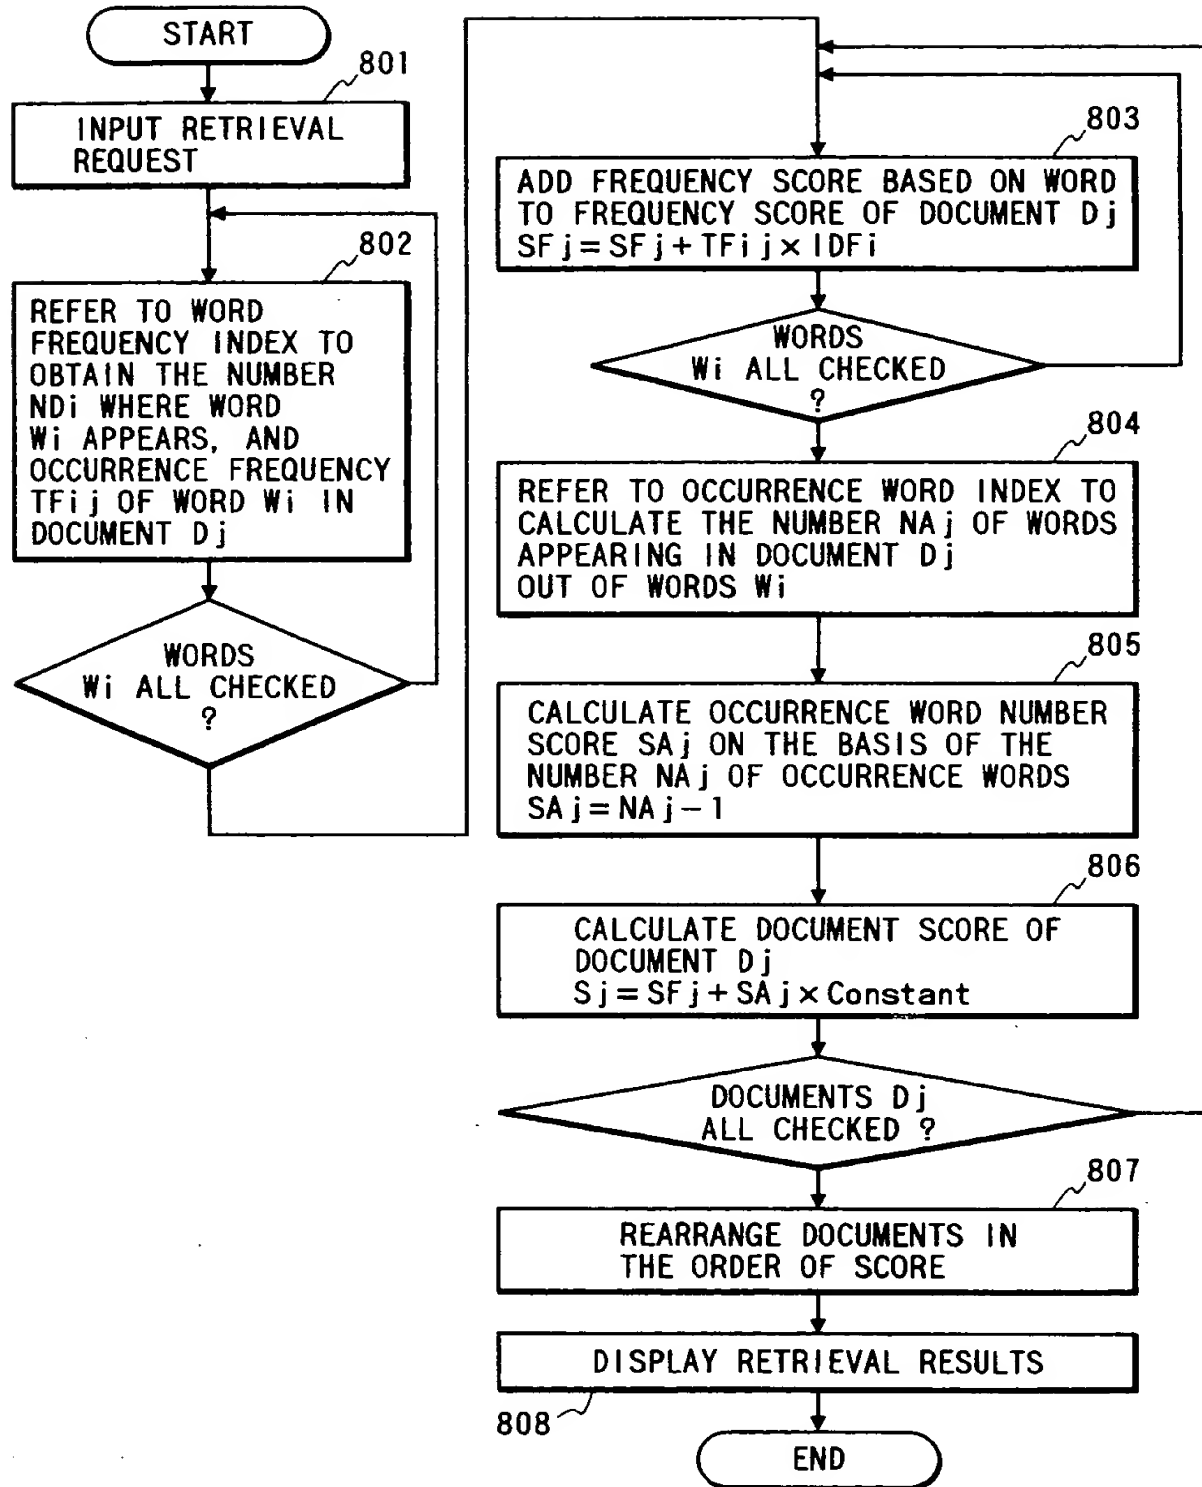 START
801
INPUT RETRIEVAL
REQUEST
802
REFER TO WORD
FREQUENCY INDEX TO
OBTAIN THE NUMBER
NDi WHERE WORD
Wi APPEARS, AND
OCCURRENCE FREQUENCY
TFij OF WORD Wi IN
DOCUMENT Dj
WORDS
Wi ALL CHECKED
?
803
ADD FREQUENCY SCORE BASED ON WORD
TO FREQUENCY SCORE OF DOCUMENT Dj
SFj=SFj+TFij×IDFi
WORDS
Wi ALL CHECKED
?
804
REFER TO OCCURRENCE WORD INDEX TO
CALCULATE THE NUMBER NAj OF WORDS
APPEARING IN DOCUMENT Dj
OUT OF WORDS Wi
805
CALCULATE OCCURRENCE WORD NUMBER
SCORE SAj ON THE BASIS OF THE
NUMBER NAj OF OCCURRENCE WORDS
SAj=NAj-1
806
CALCULATE DOCUMENT SCORE OF
DOCUMENT Dj
Sj=SFj+SAj×Constant
DOCUMENTS Dj
ALL CHECKED ?
807
REARRANGE DOCUMENTS IN
THE ORDER OF SCORE
DISPLAY RETRIEVAL RESULTS
808
END